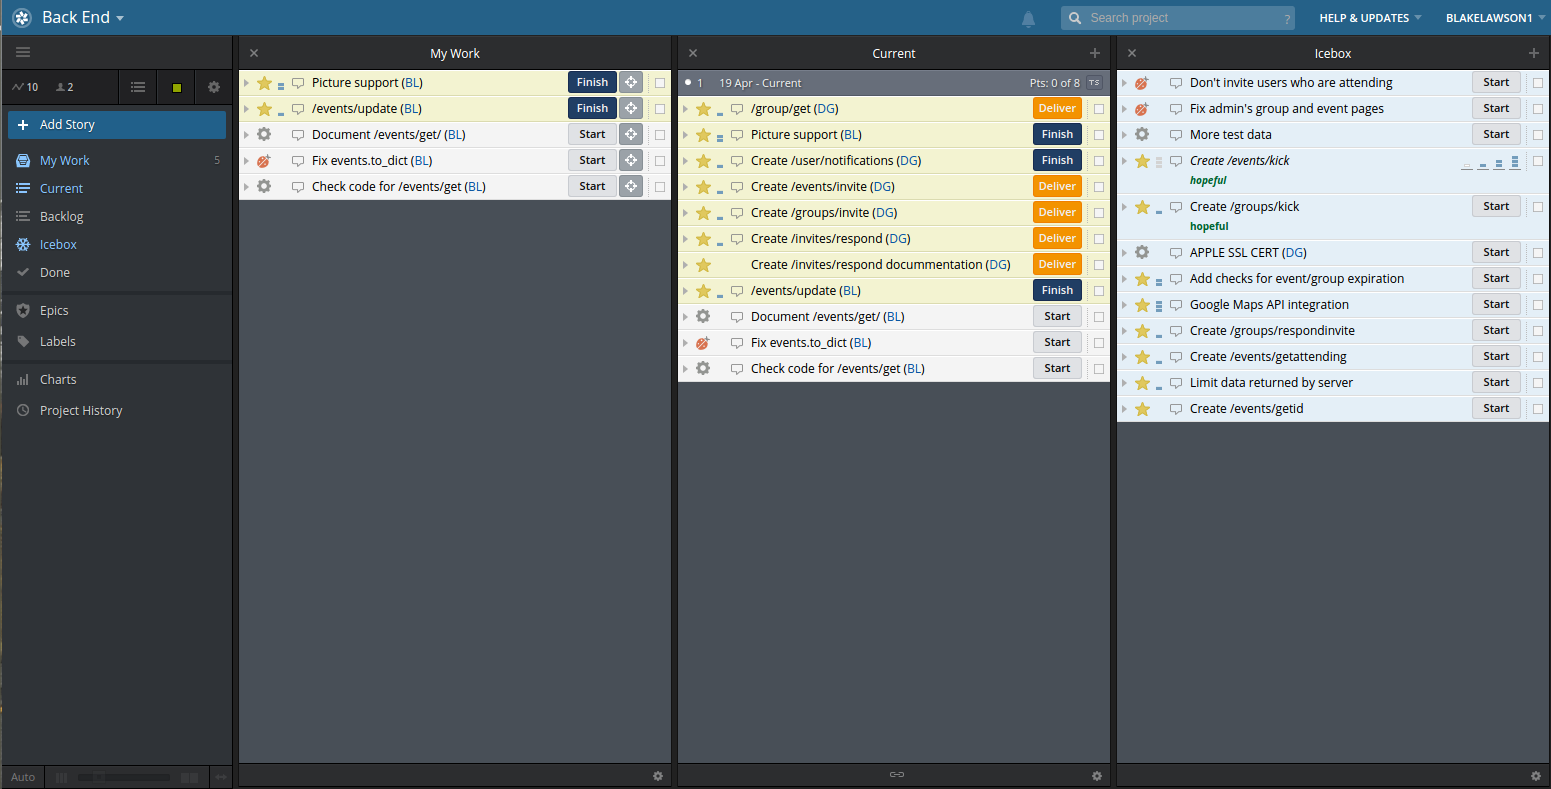 Back End
Search project
?
HELP & UPDATES
BLAKELAWSON1
10
2
Add Story
My Work 5
Current
Backlog
Icebox
Done
Epics
Labels
Charts
Project History
Auto
My Work
Picture support (BL) Finish
/events/update (BL) Finish
Document /events/get/ (BL) Start
Fix events.to_dict (BL) Start
Check code for /events/get (BL) Start
Current
1 19 Apr - Current Pts: 0 of 8 TS
/group/get (DG) Deliver
Picture support (BL) Finish
Create /user/notifications (DG) Finish
Create /events/invite (DG) Deliver
Create /groups/invite (DG) Deliver
Create /invites/respond (DG) Deliver
Create /invites/respond docummentation (DG) Deliver
/events/update (BL) Finish
Document /events/get/ (BL) Start
Fix events.to_dict (BL) Start
Check code for /events/get (BL) Start
Icebox
Don't invite users who are attending Start
Fix admin's group and event pages Start
More test data Start
Create /events/kick
hopeful
Create /groups/kick Start
hopeful
APPLE SSL CERT (DG) Start
Add checks for event/group expiration Start
Google Maps API integration Start
Create /groups/respondinvite Start
Create /events/getattending Start
Limit data returned by server Start
Create /events/getid Start